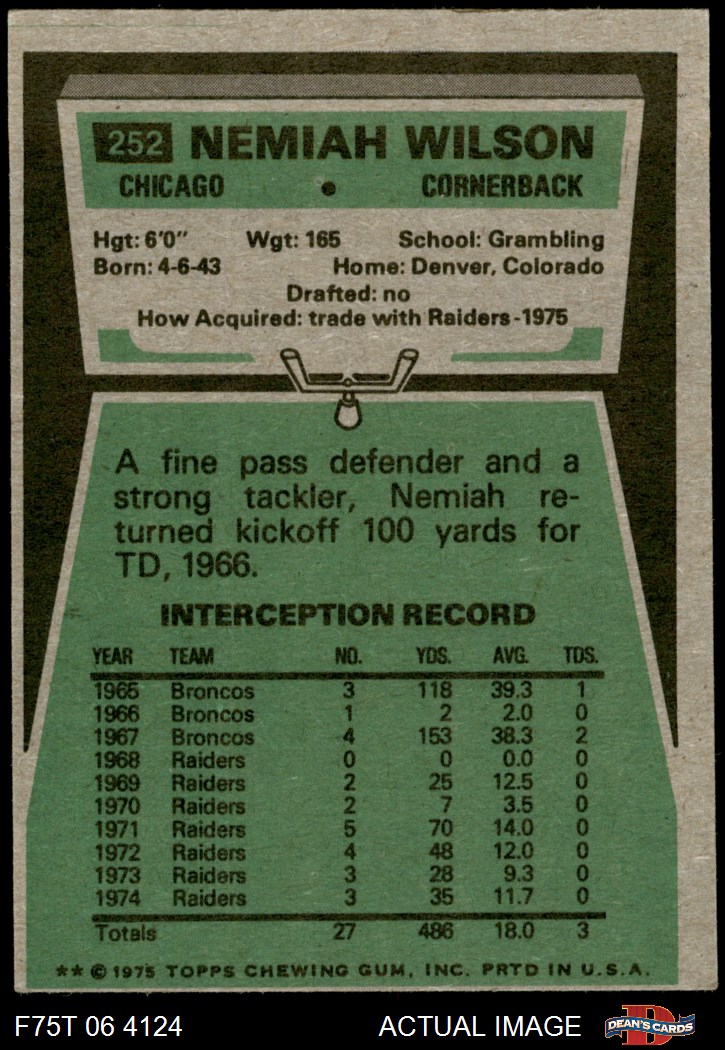 252 NEMIAH WILSON
CHICAGO • CORNERBACK
Hgt: 6'0" Wgt: 165 School: Grambling
Born: 4-6-43 Home: Denver, Colorado
Drafted: no
How Acquired: trade with Raiders-1975
A fine pass defender and a
strong tackler, Nemiah re-
turned kickoff 100 yards for
TD, 1966.
INTERCEPTION RECORD
YEAR TEAM NO. YDS. AVG. TDS.
1965 Broncos 3 118 39.3 1
1966 Broncos 1 2 2.0 0
1967 Broncos 4 153 38.3 2
1968 Raiders 0 0 0.0 0
1969 Raiders 2 25 12.5 0
1970 Raiders 2 7 3.5 0
1971 Raiders 5 70 14.0 0
1972 Raiders 4 48 12.0 0
1973 Raiders 3 28 9.3 0
1974 Raiders 3 35 11.7 0
Totals 27 486 18.0 3
** © 1975 TOPPS CHEWING GUM, INC. PRTD IN U.S.A.
F75T 06 4124 ACTUAL IMAGE D DEAN'S CARDS